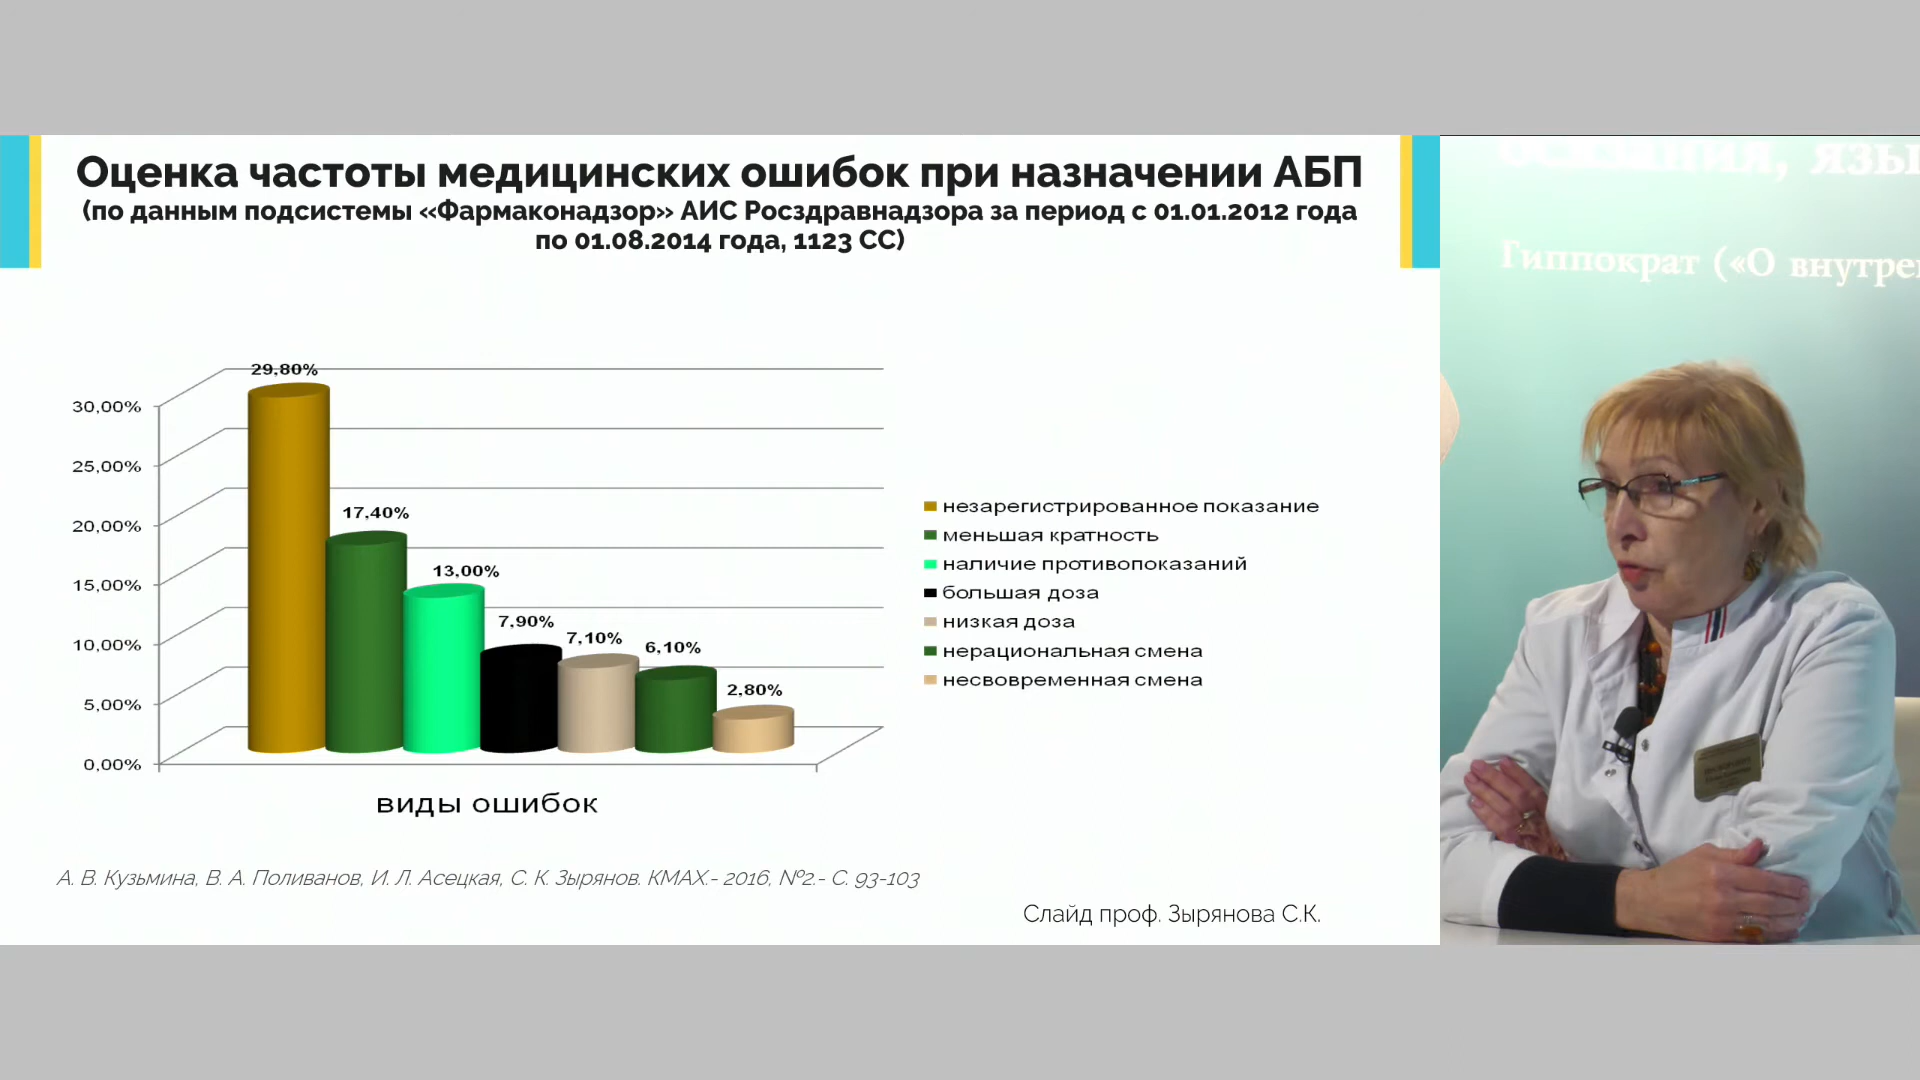 Оценка частоты медицинских ошибок при назначении АБП
(по данным подсистемы «Фармаконадзор» АИС Росздравнадзора за период с 01.01.2012 года
по 01.08.2014 года, 1123 СС)
29,80%
30,00%
25,00%
17,40%
20,00%
13,00%
15,00%
7,90%
7,10%
6,10%
10,00%
2,80%
5,00%
0,00%
виды ошибок
незарегистрированное показание
меньшая кратность
наличие противопоказаний
большая доза
низкая доза
нерациональная смена
несвовременная смена
А. В. Кузьмина, В. А. Поливанов, И. Л. Асецкая, С. К. Зырянов. КМАХ.- 2016, №2.- С. 93-103
Слайд проф. Зырянова С.К.
Гиппократ («О